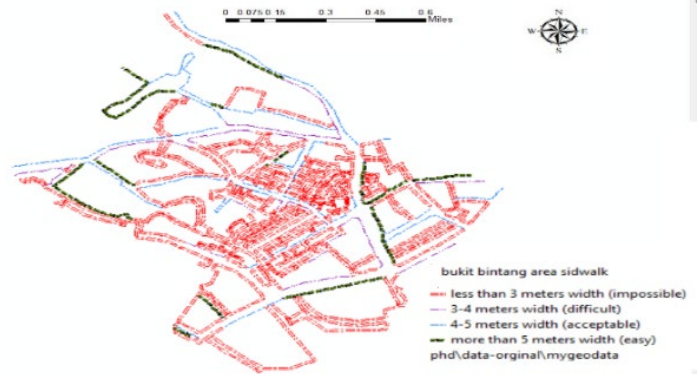 0 0.075 0.15 0.3 0.45 0.6
Miles
N
W E
S
bukit bintang area sidwalk
less than 3 meters width (impossible)
3-4 meters width (difficult)
4-5 meters width (acceptable)
more than 5 meters width (easy)
phd\data-orginal\mygeodata